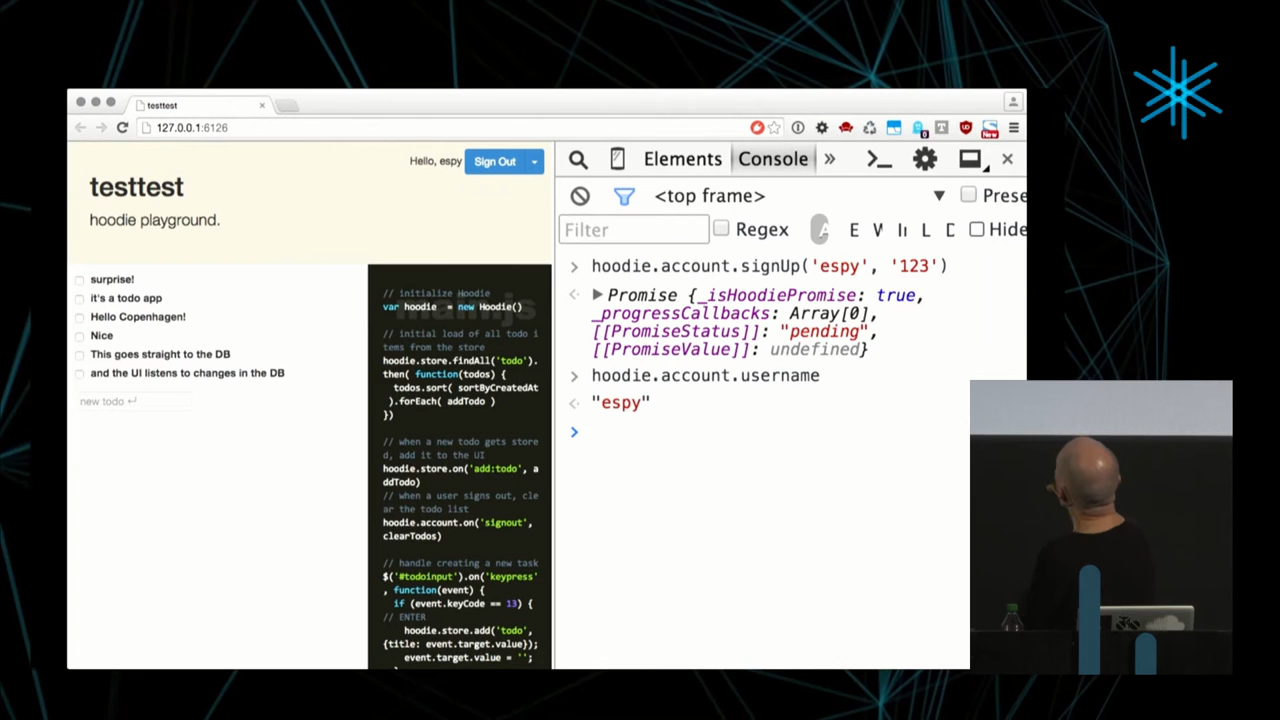 testtest
127.0.0.1:6126
New
Hello, espy
Sign Out
testtest
hoodie playground.
surprise!
it's a todo app
Hello Copenhagen!
Nice
This goes straight to the DB
and the UI listens to changes in the DB
new todo ↵
// initialize Hoodie
var hoodie  = new Hoodie()
// initial load of all todo i
tems from the store
hoodie.store.findAll('todo').
then( function(todos) {
todos.sort( sortByCreatedAt
).forEach( addTodo )
})
// when a new todo gets store
d, add it to the UI
hoodie.store.on('add:todo', a
ddTodo)
// when a user signs out, cle
ar the todo list
hoodie.account.on('signout',
clearTodos)
// handle creating a new task
$('#todoinput').on('keypress'
, function(event) {
if (event.keyCode == 13) {
// ENTER
hoodie.store.add('todo',
{title: event.target.value});
event.target.value = '';
Elements Console »
<top frame> Prese
Filter Regex A E W I L D Hide
> hoodie.account.signUp('espy', '123')
Promise {_isHoodiePromise: true,
_progressCallbacks: Array[0],
[[PromiseStatus]]: "pending",
[[PromiseValue]]: undefined}
> hoodie.account.username
"espy"
>